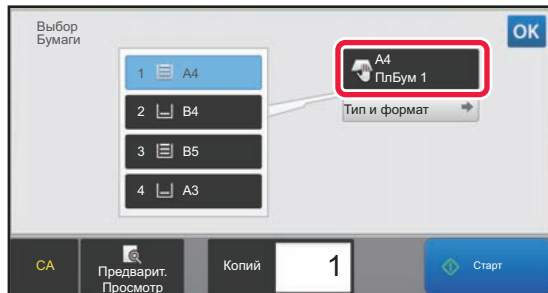 Выбор
Бумаги
OK
1 A4
2 B4
3 B5
4 A3
A4
ПлБум 1
Тип и формат
CA
Предварит.
Просмотр
Копий
1
Старт